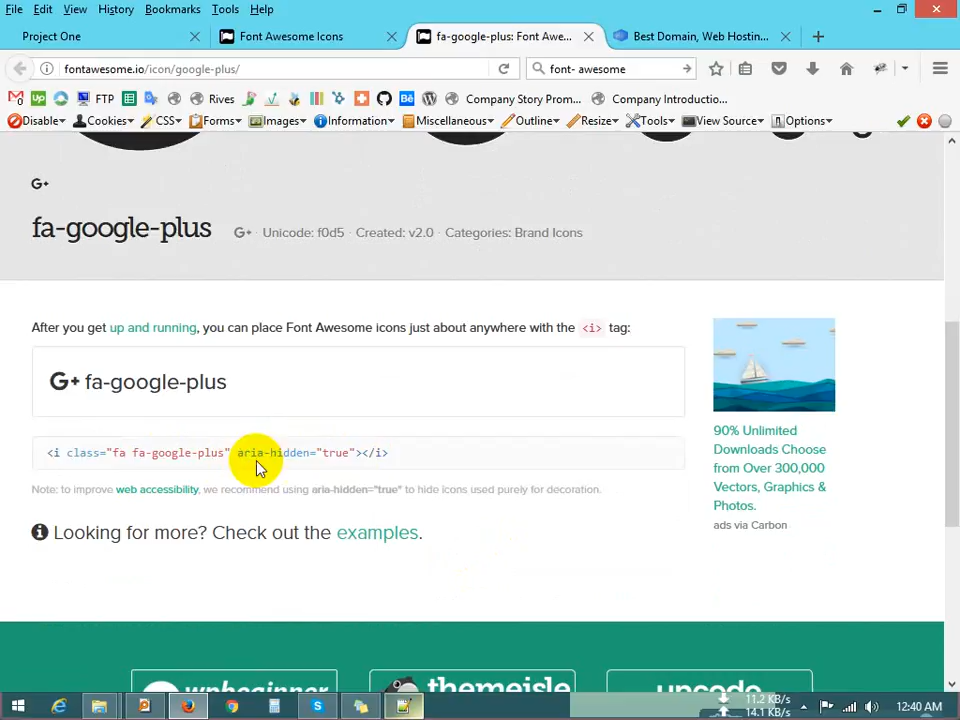 File Edit View History Bookmarks Tools Help
Project One
Font Awesome Icons
fa-google-plus: Font Awe...
Best Domain, Web Hostin...
fontawesome.io/icon/google-plus/
font- awesome
FTP
Rives
Company Story Prom...
Company Introductio...
Disable Cookies CSS Forms Images Information Miscellaneous Outline Resize Tools View Source Options
G+
fa-google-plus G+ Unicode: f0d5 · Created: v2.0 · Categories: Brand Icons
After you get up and running, you can place Font Awesome icons just about anywhere with the <i> tag:
G+ fa-google-plus
<i class="fa fa-google-plus" aria-hidden="true"></i>
Note: to improve web accessibility, we recommend using aria-hidden="true" to hide icons used purely for decoration.
Looking for more? Check out the examples.
90% Unlimited
Downloads Choose
from Over 300,000
Vectors, Graphics &
Photos.
ads via Carbon
wpbeginner
themeisle
upcode
11.2 KB/s
14.1 KB/s
12:40 AM